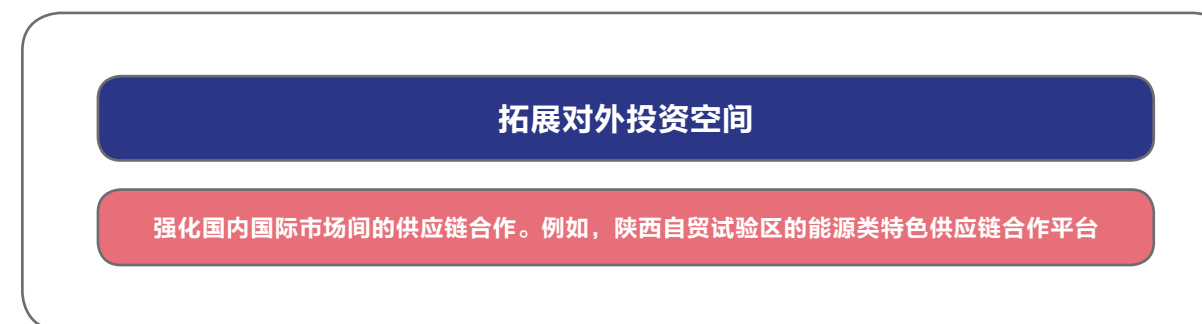 拓展对外投资空间
强化国内国际市场间的供应链合作。例如，陕西自贸试验区的能源类特色供应链合作平台